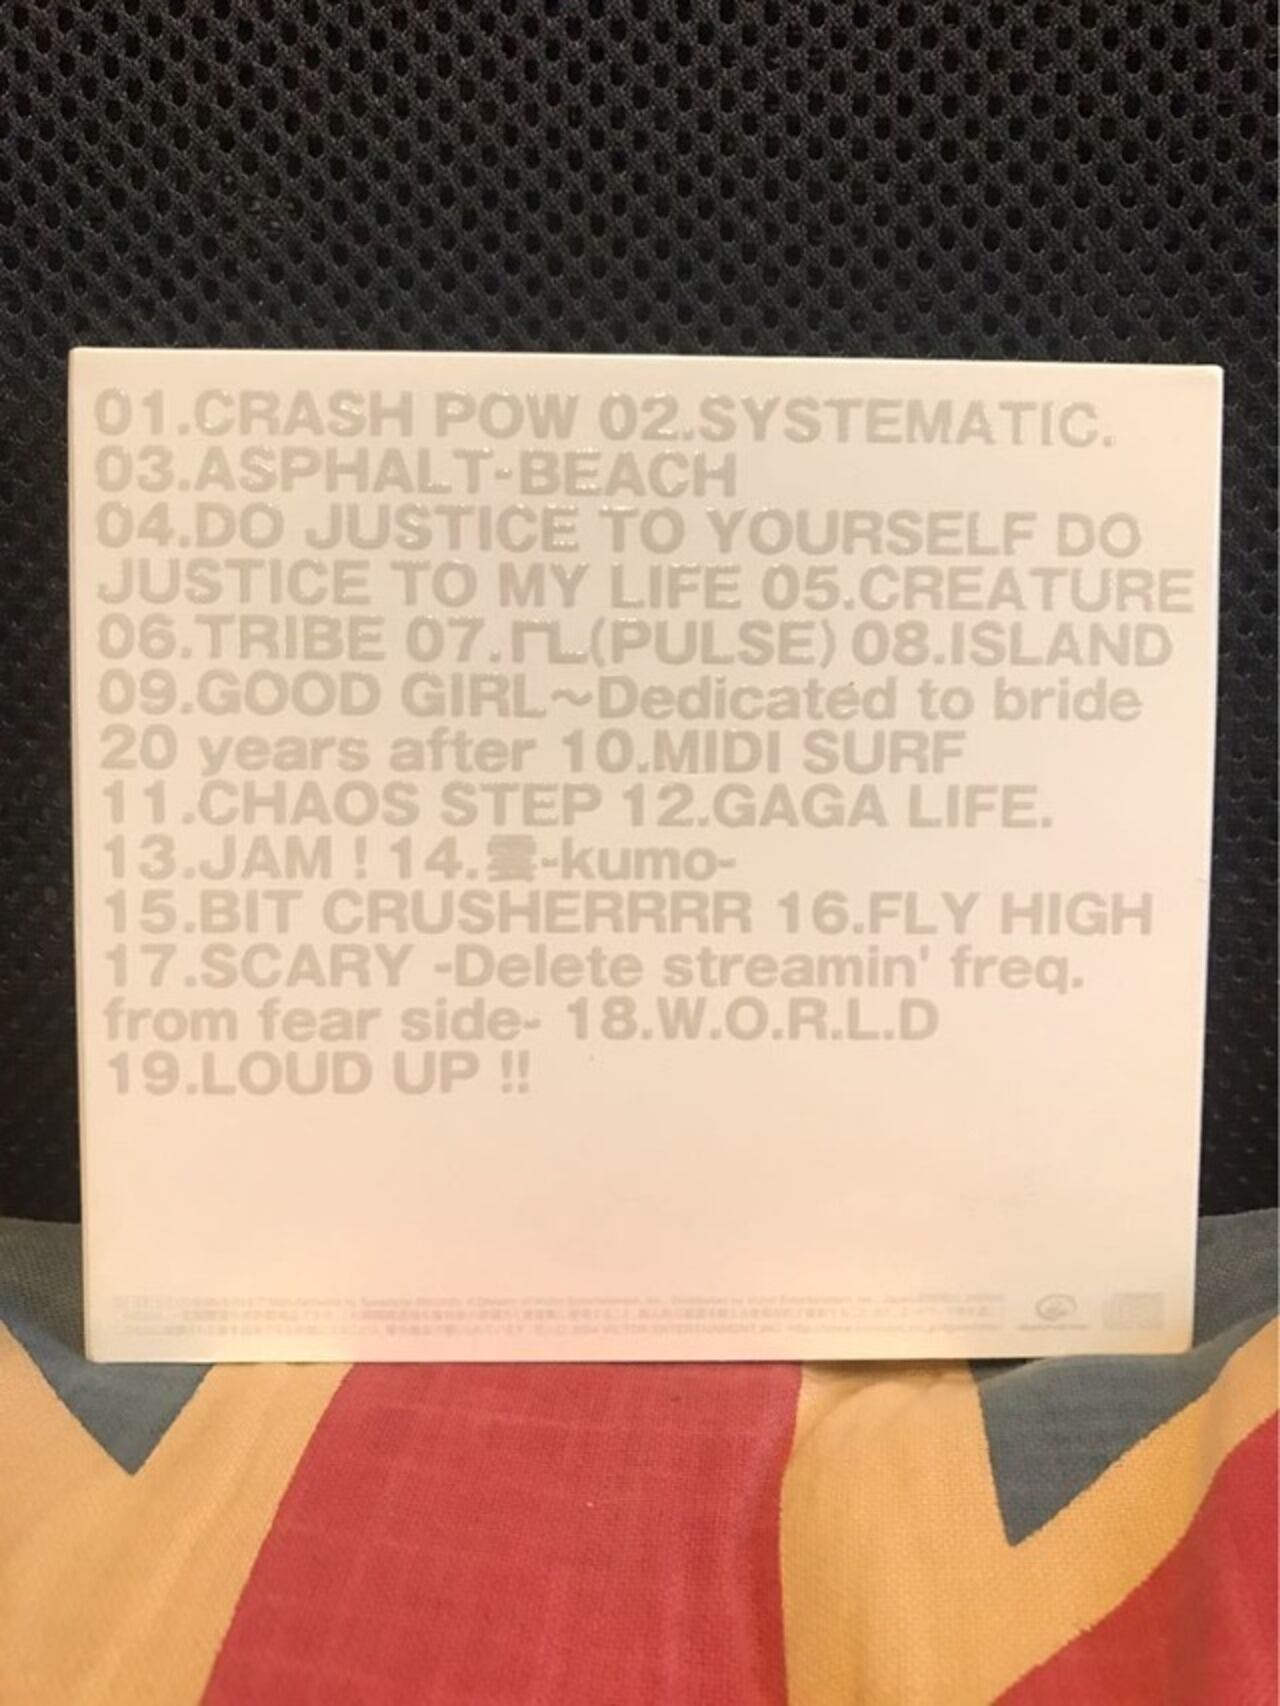 01.CRASH POW 02.SYSTEMATIC.
03.ASPHALT-BEACH
04.DO JUSTICE TO YOURSELF DO
JUSTICE TO MY LIFE 05.CREATURE
06.TRIBE 07.⎍(PULSE) 08.ISLAND
09.GOOD GIRL~Dedicated to bride
20 years after 10.MIDI SURF
11.CHAOS STEP 12.GAGA LIFE.
13.JAM ! 14.雲-kumo-
15.BIT CRUSHERRRR 16.FLY HIGH
17.SCARY -Delete streamin' freq.
from fear side- 18.W.O.R.L.D
19.LOUD UP !!